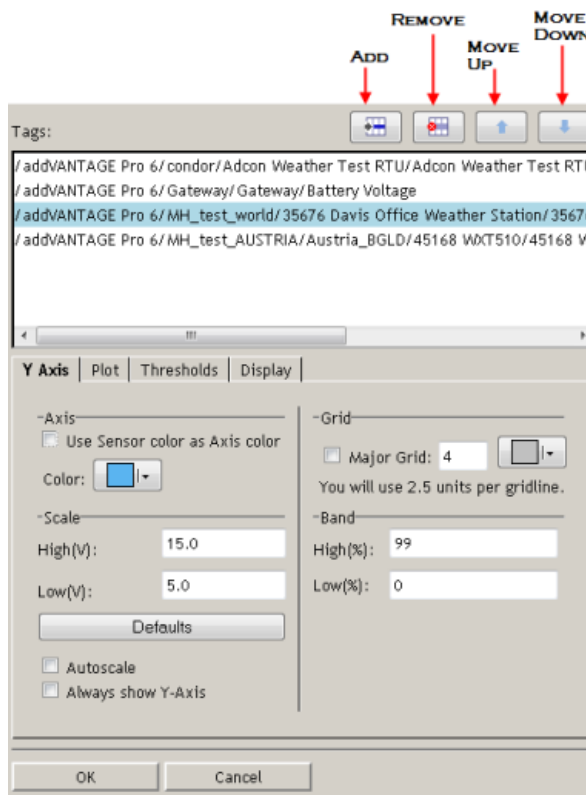 ADD
REMOVE
MOVE UP
MOVE DOWN
Tags:
/addVANTAGE Pro 6/condor/Adcon Weather Test RTU/Adcon Weather Test RTU
/addVANTAGE Pro 6/Gateway/Gateway/Battery Voltage
/addVANTAGE Pro 6/MH_test_world/35676 Davis Office Weather Station/3567
/addVANTAGE Pro 6/MH_test_AUSTRIA/Austria_BGLD/45168 WXT510/45168 W
Y Axis Plot Thresholds Display
Axis
Use Sensor color as Axis color
Color:
Scale
High(V): 15.0
Low(V): 5.0
Defaults
Autoscale
Always show Y-Axis
Grid
Major Grid: 4
You will use 2.5 units per gridline.
Band
High(%): 99
Low(%): 0
OK Cancel